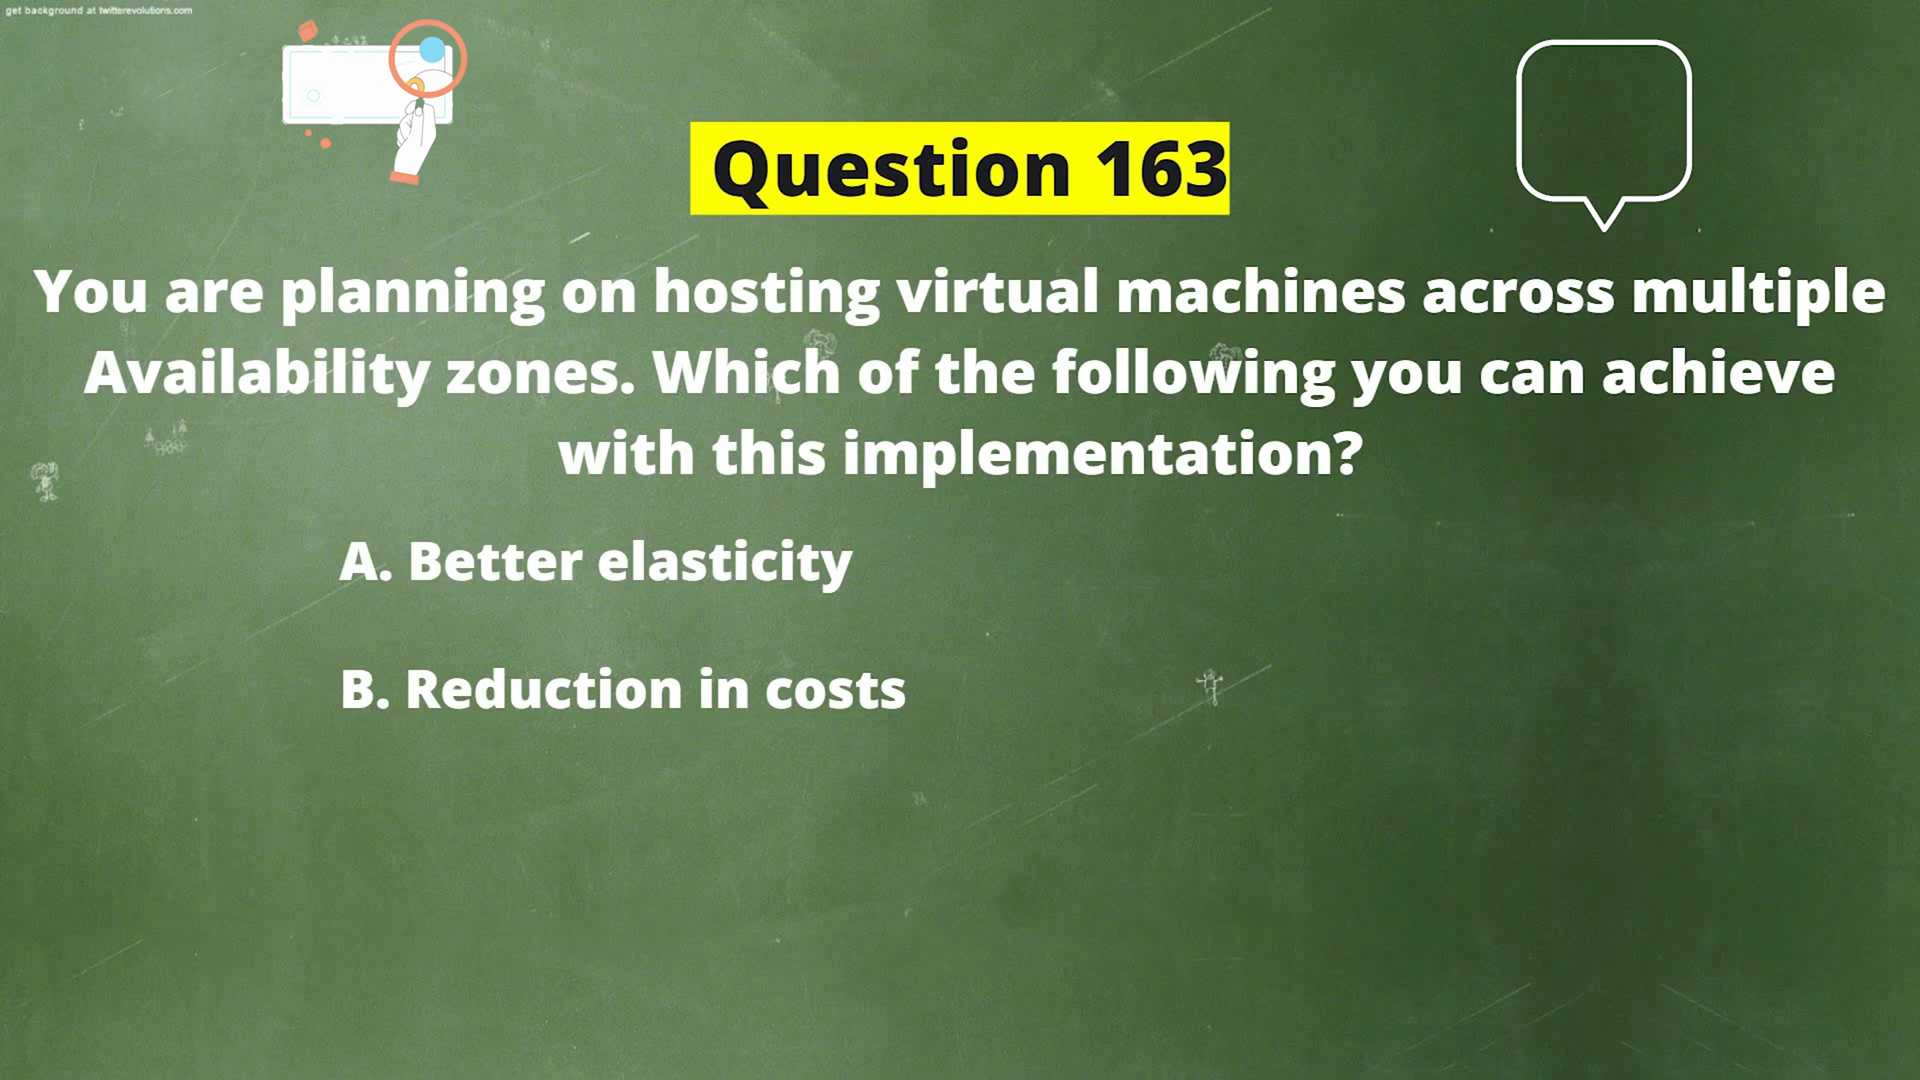 get background at twitterevolutions.com
Question 163
You are planning on hosting virtual machines across multiple
Availability zones. Which of the following you can achieve
with this implementation?
A. Better elasticity
B. Reduction in costs